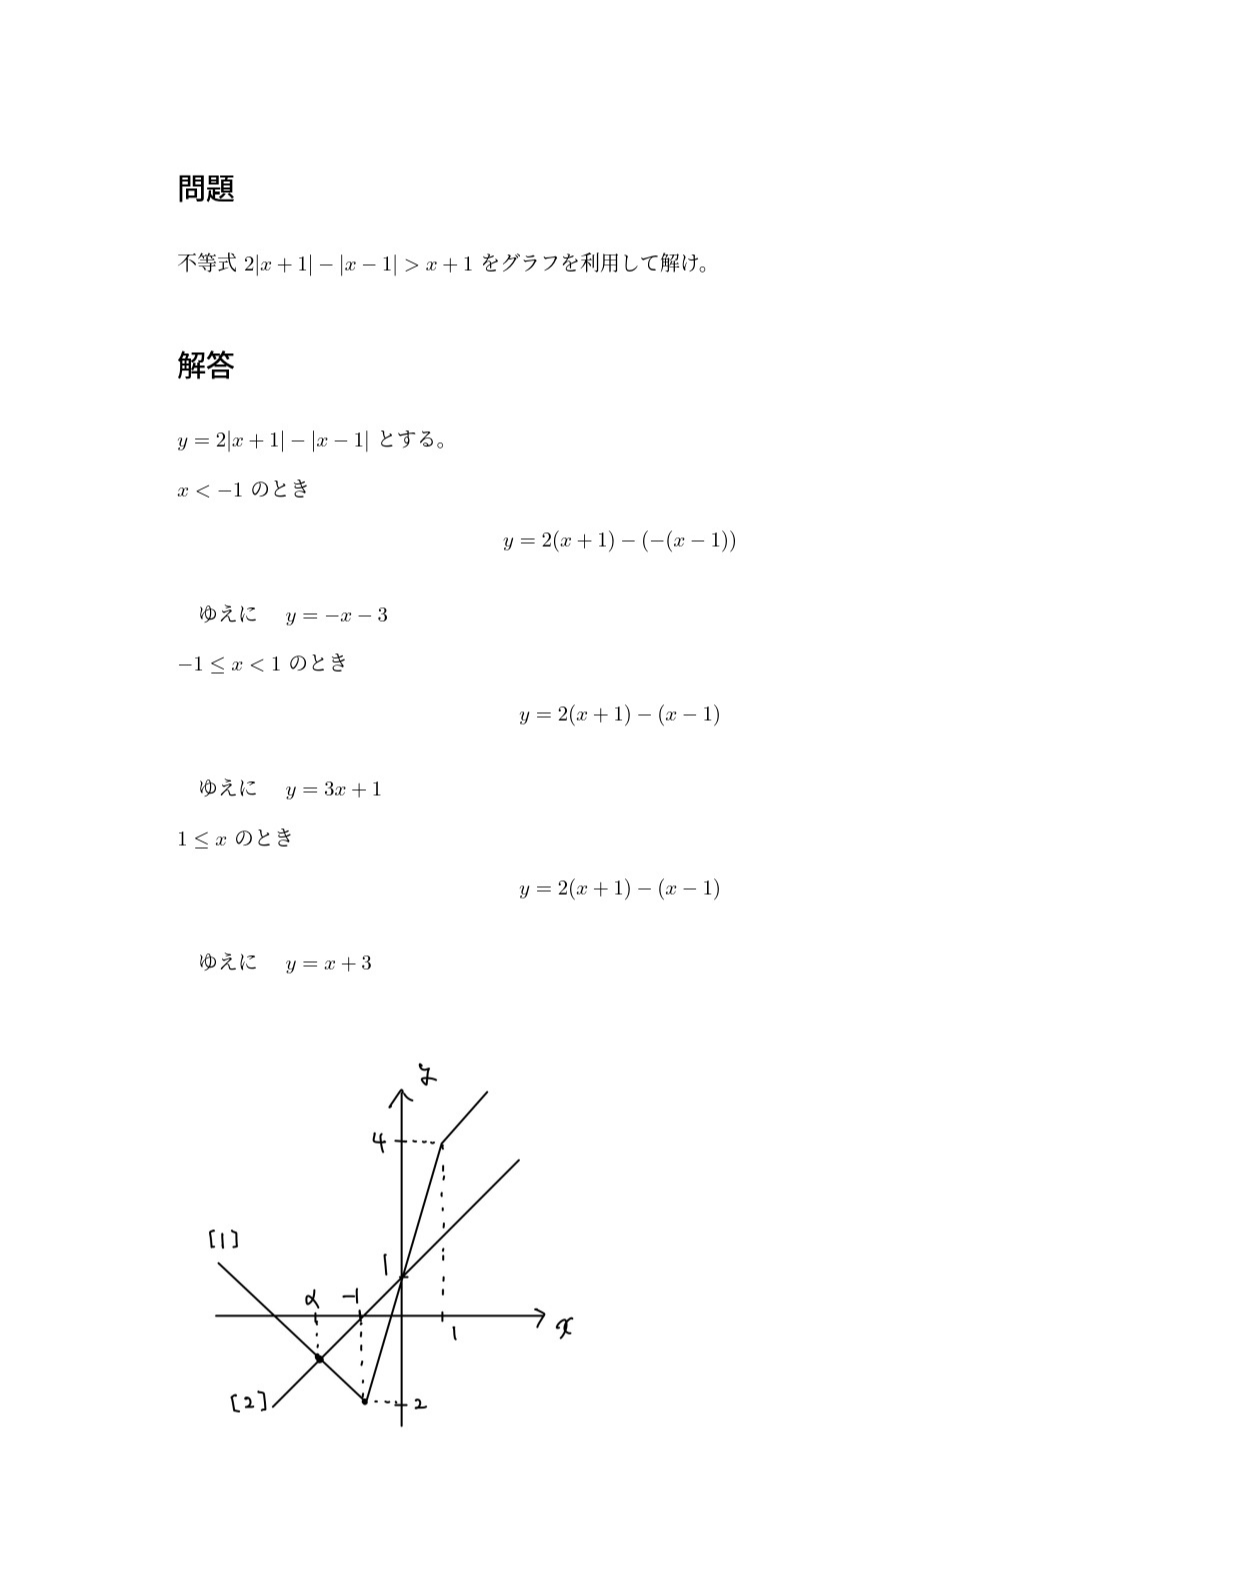 問題
不等式 2|x + 1| − |x − 1| > x + 1 をグラフを利用して解け。
解答
y = 2|x + 1| − |x − 1| とする。
x < −1 のとき
y = 2(x + 1) − (−(x − 1))
ゆえに y = −x − 3
−1 ≤ x < 1 のとき
y = 2(x + 1) − (x − 1)
ゆえに y = 3x + 1
1 ≤ x のとき
y = 2(x + 1) − (x − 1)
ゆえに y = x + 3
y
4
[1]
1
α −1
1 x
[2]
-2